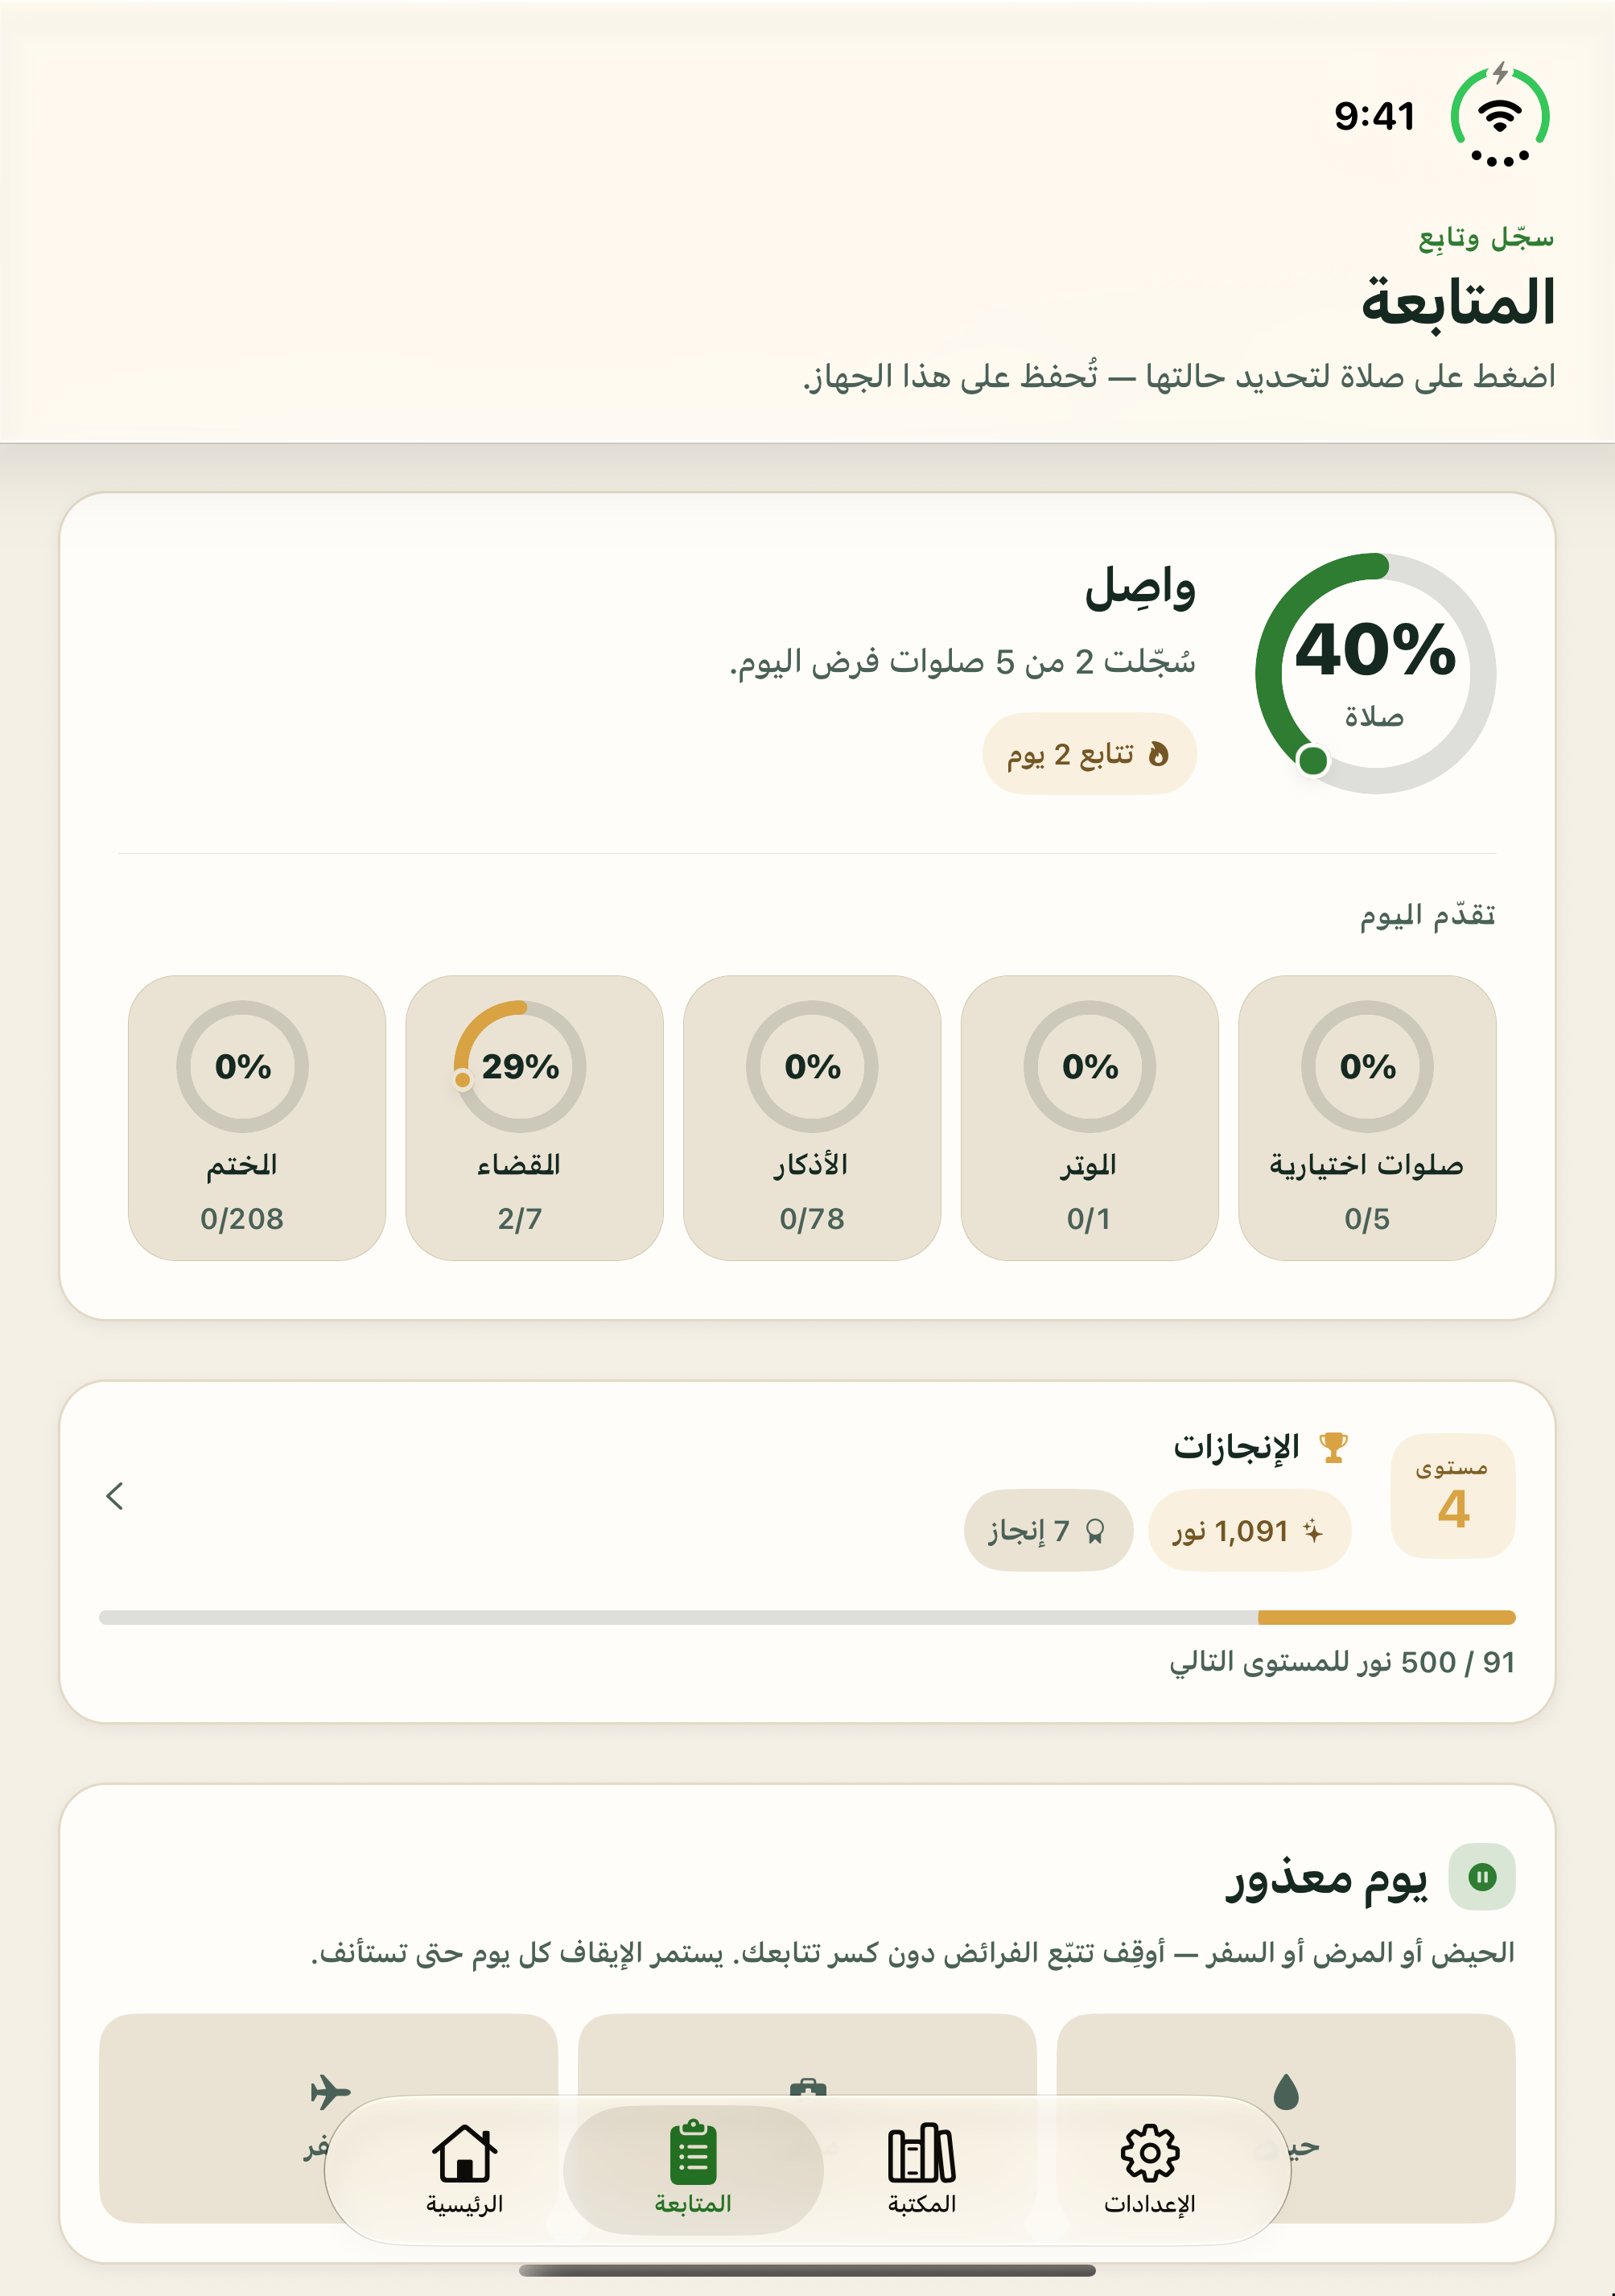 9:41
سجّل وتابِع
المتابعة
اضغط على صلاة لتحديد حالتها — تُحفظ على هذا الجهاز.
40%
صلاة
واصِل
سُجّلت 2 من 5 صلوات فرض اليوم.
تتابع 2 يوم
تقدّم اليوم
0%
صلوات اختيارية
0/5
0%
الوتر
0/1
0%
الأذكار
0/78
29%
القضاء
2/7
0%
الختم
0/208
مستوى
4
الإنجازات
1,091 نور
7 إنجاز
91 / 500 نور للمستوى التالي
يوم معذور
الحيض أو المرض أو السفر — أوقِف تتبّع الفرائض دون كسر تتابعك. يستمر الإيقاف كل يوم حتى تستأنف.
الإعدادات
المكتبة
المتابعة
الرئيسية